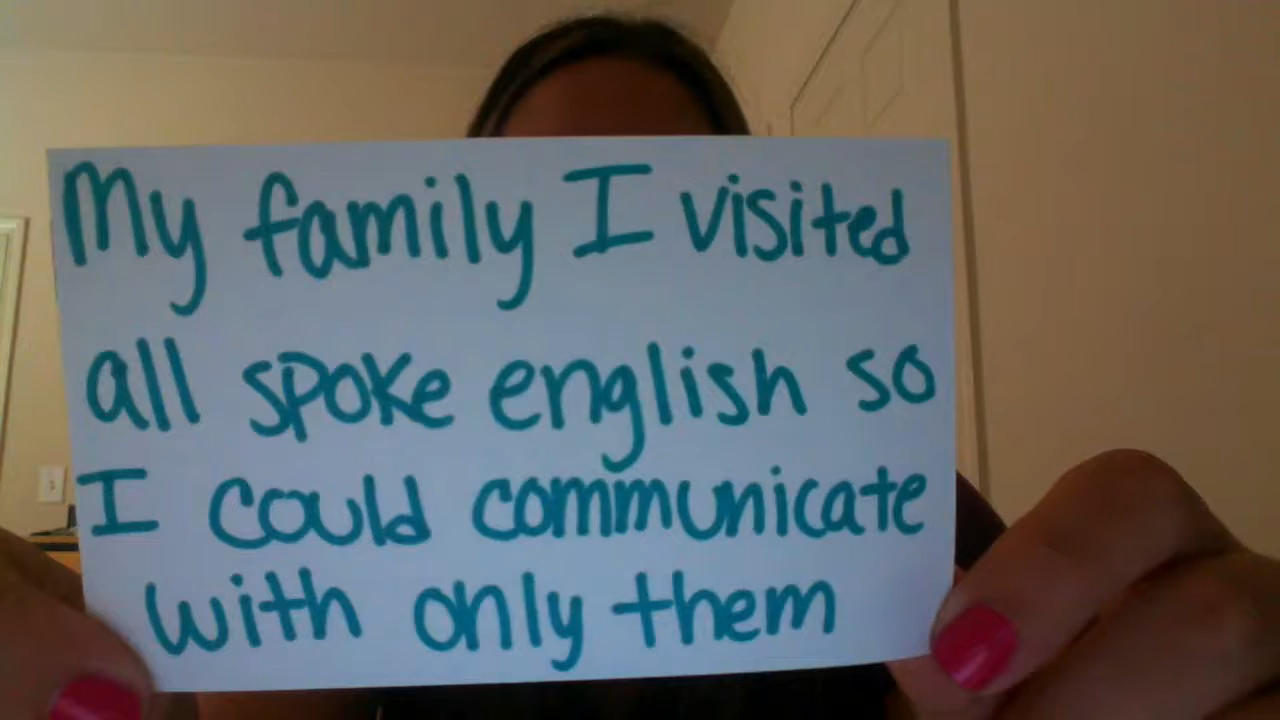 My family I visited
all spoke english so
I could communicate
with only them